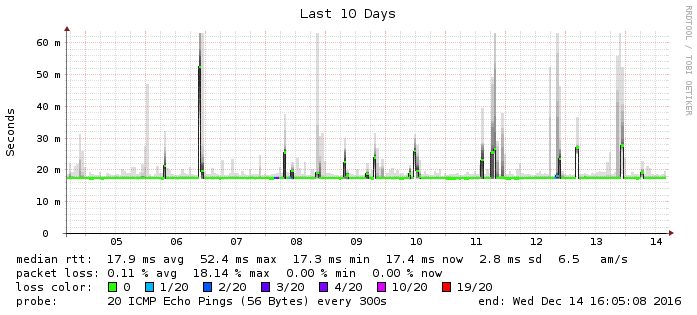 Last 10 Days
RRDTOOL / TOBI OETIKER
Seconds
60 m
50 m
40 m
30 m
20 m
10 m
0
05 06 07 08 09 10 11 12 13 14
median rtt: 17.9 ms avg 52.4 ms max 17.3 ms min 17.4 ms now 2.8 ms sd 6.5 am/s
packet loss: 0.11 % avg 18.14 % max 0.00 % min 0.00 % now
loss color: 0 1/20 2/20 3/20 4/20 10/20 19/20
probe: 20 ICMP Echo Pings (56 Bytes) every 300s end: Wed Dec 14 16:05:08 2016